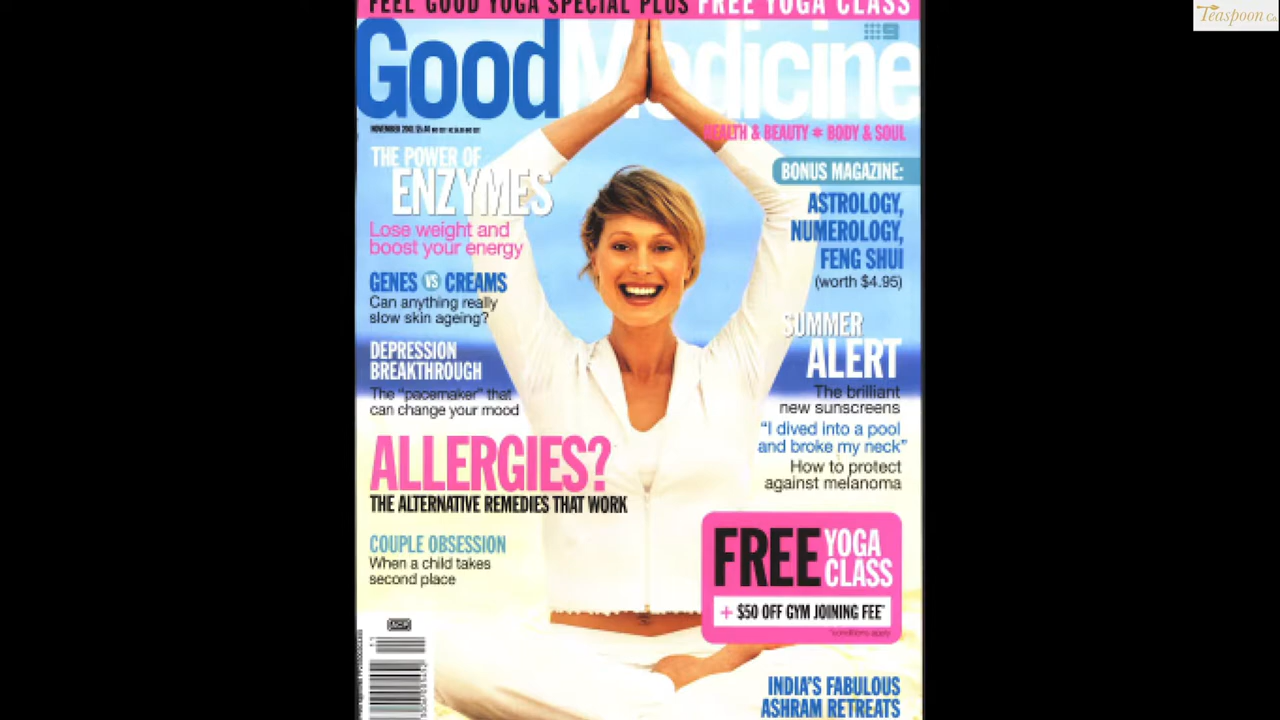 FEEL GOOD YOGA SPECIAL PLUS FREE YOGA CLASS
Teaspoon Co.
GoodMedicine
9
HEALTH & BEAUTY * BODY & SOUL
THE POWER OF
ENZYMES
Lose weight and
boost your energy
GENES VS CREAMS
Can anything really
slow skin ageing?
DEPRESSION
BREAKTHROUGH
The "pacemaker" that
can change your mood
ALLERGIES?
THE ALTERNATIVE REMEDIES THAT WORK
COUPLE OBSESSION
When a child takes
second place
BONUS MAGAZINE:
ASTROLOGY,
NUMEROLOGY,
FENG SHUI
(worth $4.95)
SUMMER
ALERT
The brilliant
new sunscreens
"I dived into a pool
and broke my neck"
How to protect
against melanoma
FREE YOGA
CLASS
+ $50 OFF GYM JOINING FEE*
*conditions apply
INDIA'S FABULOUS
ASHRAM RETREATS